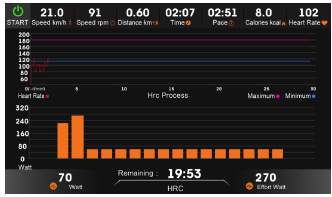 START 21.0 91 0.60 02:07 02:51 8.0 102
Speed km/h Speed rpm Distance km Time Pace Calories kcal Heart Rate
200
180
160
140
120
100
80
60
40
20
0 5 10 15 20 25 30
Heart Rate Hrc Process Maximum Minimum
320
240
160
80
0
Watt
70 Remaining : 19:53 270
Watt HRC Effort Watt